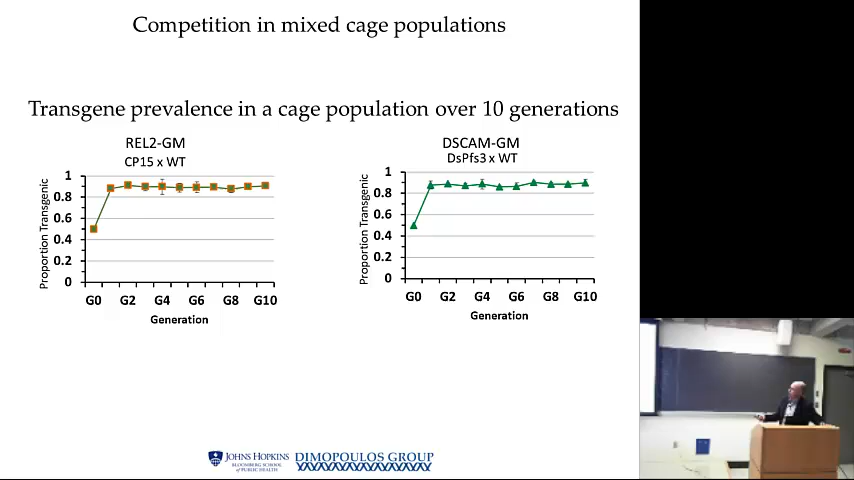 Competition in mixed cage populations
Transgene prevalence in a cage population over 10 generations
REL2-GM
CP15 x WT
Proportion Transgenic
1
0.8
0.6
0.4
0.2
0
G0 G2 G4 G6 G8 G10
Generation
DSCAM-GM
DsPfs3 x WT
Proportion Transgenic
1
0.8
0.6
0.4
0.2
0
G0 G2 G4 G6 G8 G10
Generation
JOHNS HOPKINS
BLOOMBERG SCHOOL
of PUBLIC HEALTH
DIMOPOULOS GROUP